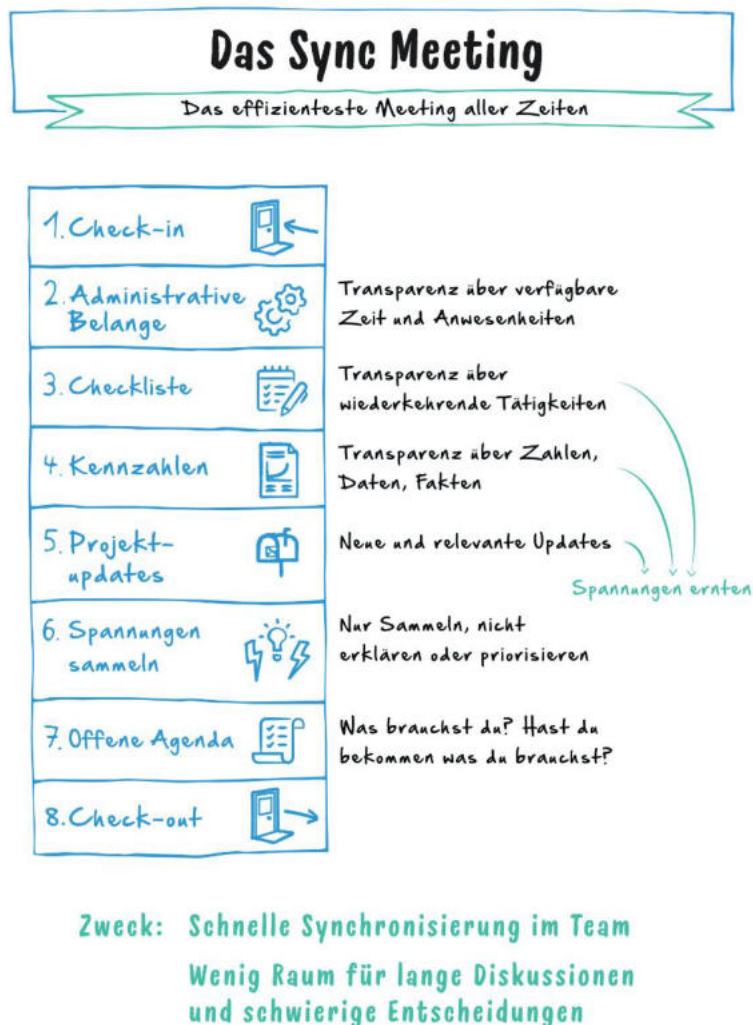 Das Sync Meeting
Das effizienteste Meeting aller Zeiten
1. Check-in
2. Administrative
Belange
Transparenz über verfügbare
Zeit und Anwesenheiten
3. Checkliste
Transparenz über
wiederkehrende Tätigkeiten
4. Kennzahlen
Transparenz über Zahlen,
Daten, Fakten
5. Projekt-
updates
Neue und relevante Updates
Spannungen ernten
6. Spannungen
sammeln
Nur Sammeln, nicht
erklären oder priorisieren
7. Offene Agenda
Was brauchst du? Hast du
bekommen was du brauchst?
8. Check-out
Zweck: Schnelle Synchronisierung im Team
Wenig Raum für lange Diskussionen
und schwierige Entscheidungen